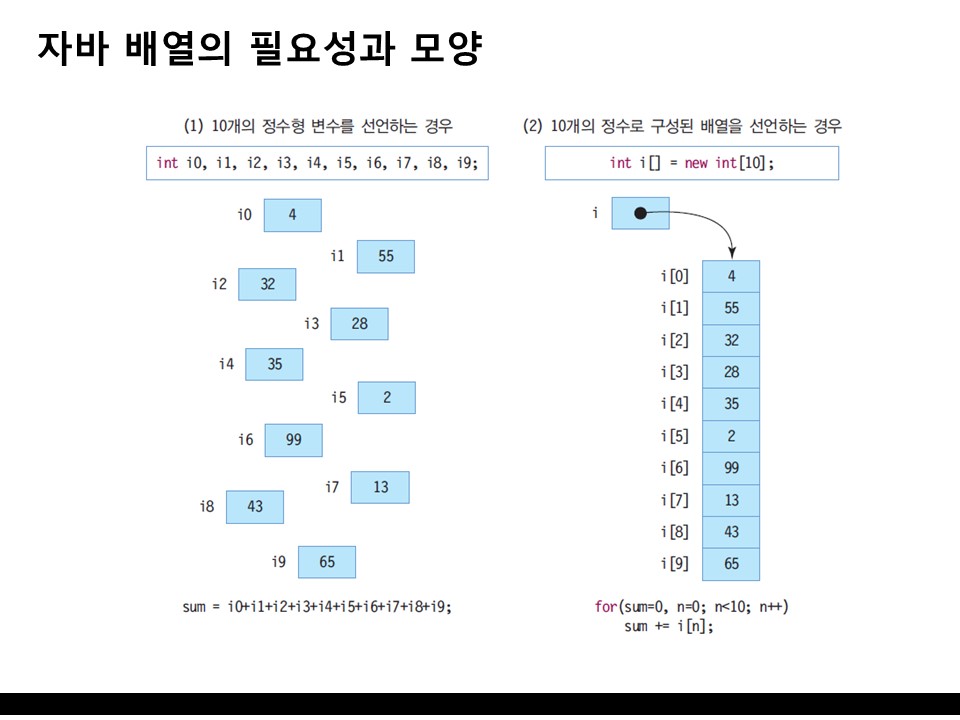 자바 배열의 필요성과 모양
(1) 10개의 정수형 변수를 선언하는 경우
int i0, i1, i2, i3, i4, i5, i6, i7, i8, i9;
i0 4
i1 55
i2 32
i3 28
i4 35
i5 2
i6 99
i7 13
i8 43
i9 65
sum = i0+i1+i2+i3+i4+i5+i6+i7+i8+i9;
(2) 10개의 정수로 구성된 배열을 선언하는 경우
int i[] = new int[10];
i
i[0] 4
i[1] 55
i[2] 32
i[3] 28
i[4] 35
i[5] 2
i[6] 99
i[7] 13
i[8] 43
i[9] 65
for(sum=0, n=0; n<10; n++)
sum += i[n];